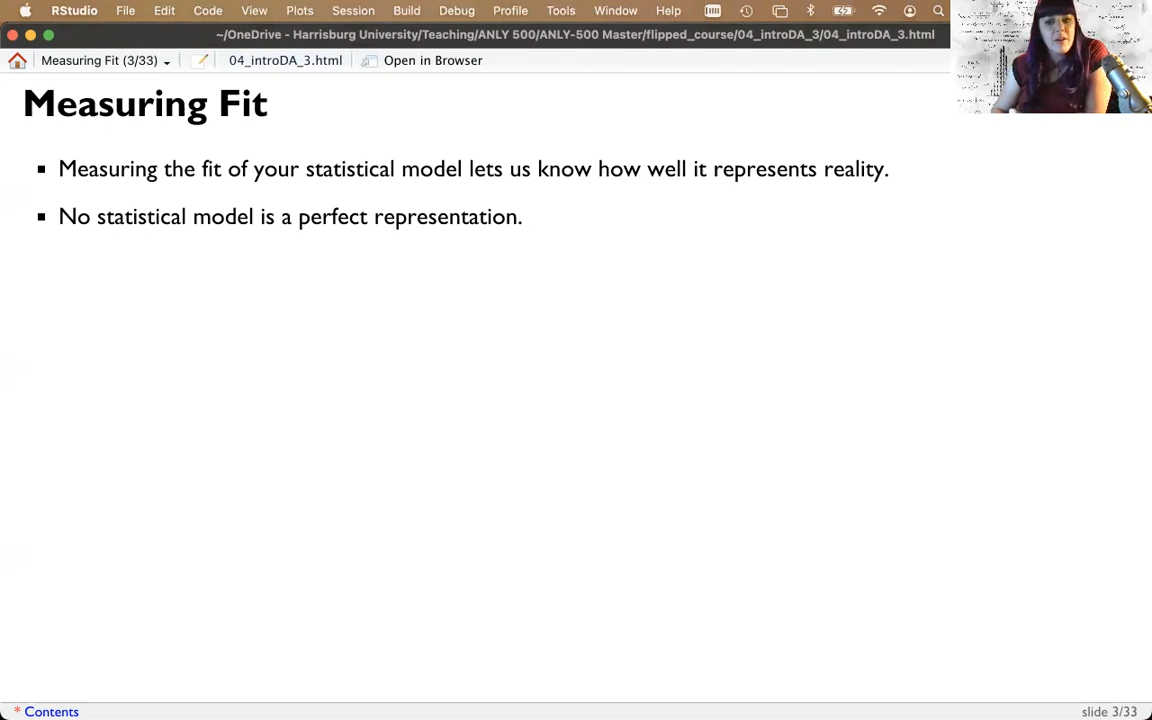 RStudio File Edit Code View Plots Session Build Debug Profile Tools Window Help
~/OneDrive - Harrisburg University/Teaching/ANLY 500/ANLY-500 Master/flipped_course/04_introDA_3/04_introDA_3.html
Measuring Fit (3/33) 04_introDA_3.html Open in Browser
Measuring Fit
Measuring the fit of your statistical model lets us know how well it represents reality.
No statistical model is a perfect representation.
* Contents
slide 3/33